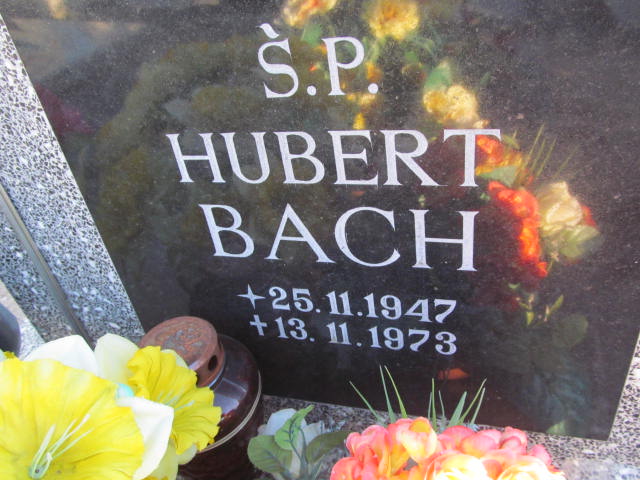 Ś.P.
HUBERT
BACH
✦ 25.11.1947
✝ 13.11.1973